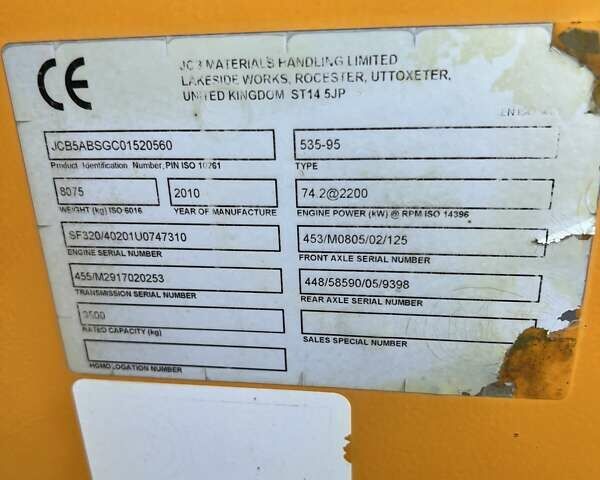 CE
JCB MATERIALS HANDLING LIMITED
LAKESIDE WORKS, ROCESTER, UTTOXETER,
UNITED KINGDOM ST14 5JP
JCB5ABSGC01520560
Product Identification Number, PIN ISO 10261
535-95
TYPE
8075
WEIGHT (kg) ISO 6016
2010
YEAR OF MANUFACTURE
74.2@2200
ENGINE POWER (kW) @ RPM ISO 14396
SF320/40201U0747310
ENGINE SERIAL NUMBER
453/M0805/02/125
FRONT AXLE SERIAL NUMBER
455/M2917020253
TRANSMISSION SERIAL NUMBER
448/58590/05/9398
REAR AXLE SERIAL NUMBER
3500
RATED CAPACITY (kg)
SALES SPECIAL NUMBER
HOMOLOGATION NUMBER